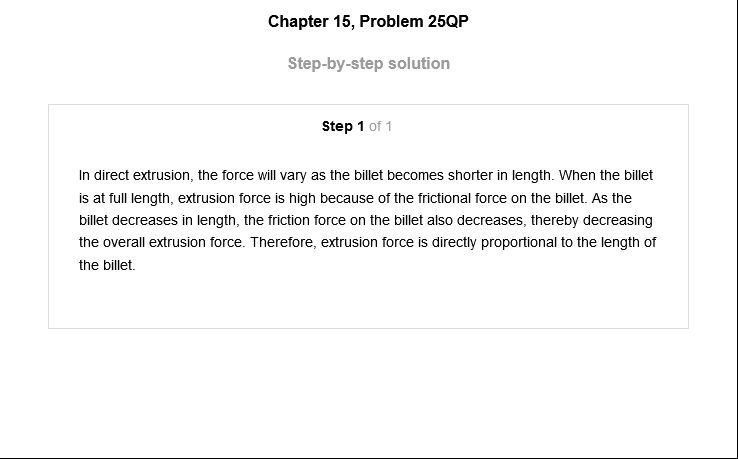 Chapter 15, Problem 25QP
Step-by-step solution
Step 1 of 1
In direct extrusion, the force will vary as the billet becomes shorter in length. When the billet
is at full length, extrusion force is high because of the frictional force on the billet. As the
billet decreases in length, the friction force on the billet also decreases, thereby decreasing
the overall extrusion force. Therefore, extrusion force is directly proportional to the length of
the billet.